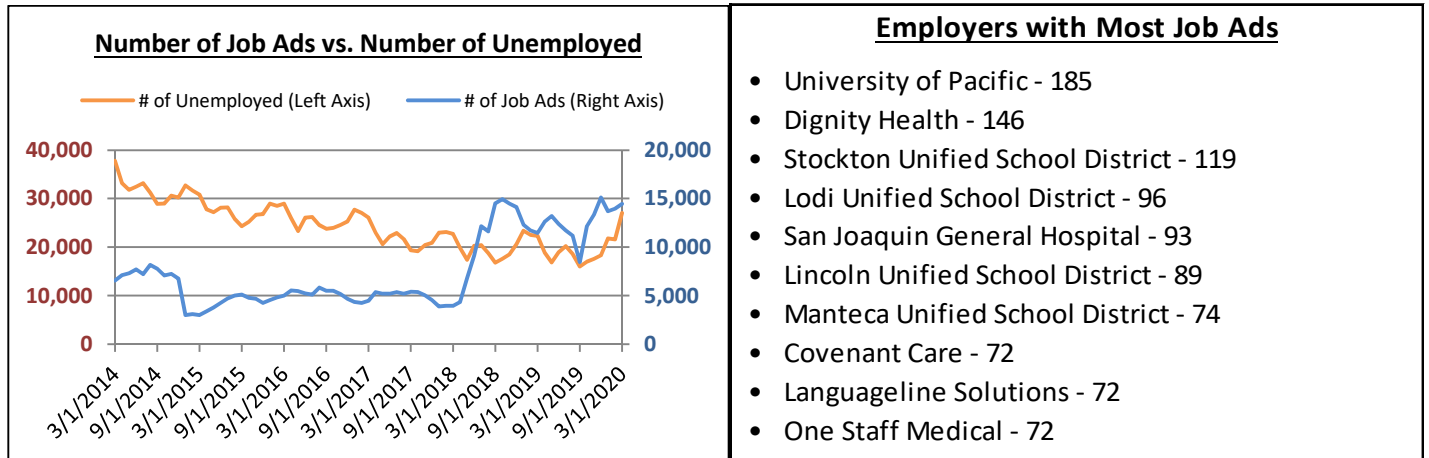 Number of Job Ads vs. Number of Unemployed
# of Unemployed (Left Axis) # of Job Ads (Right Axis)
40,000
30,000
20,000
10,000
0
20,000
15,000
10,000
5,000
0
3/1/2014
9/1/2014
3/1/2015
9/1/2015
3/1/2016
9/1/2016
3/1/2017
9/1/2017
3/1/2018
9/1/2018
3/1/2019
9/1/2019
3/1/2020
Employers with Most Job Ads
• University of Pacific - 185
• Dignity Health - 146
• Stockton Unified School District - 119
• Lodi Unified School District - 96
• San Joaquin General Hospital - 93
• Lincoln Unified School District - 89
• Manteca Unified School District - 74
• Covenant Care - 72
• Languageline Solutions - 72
• One Staff Medical - 72